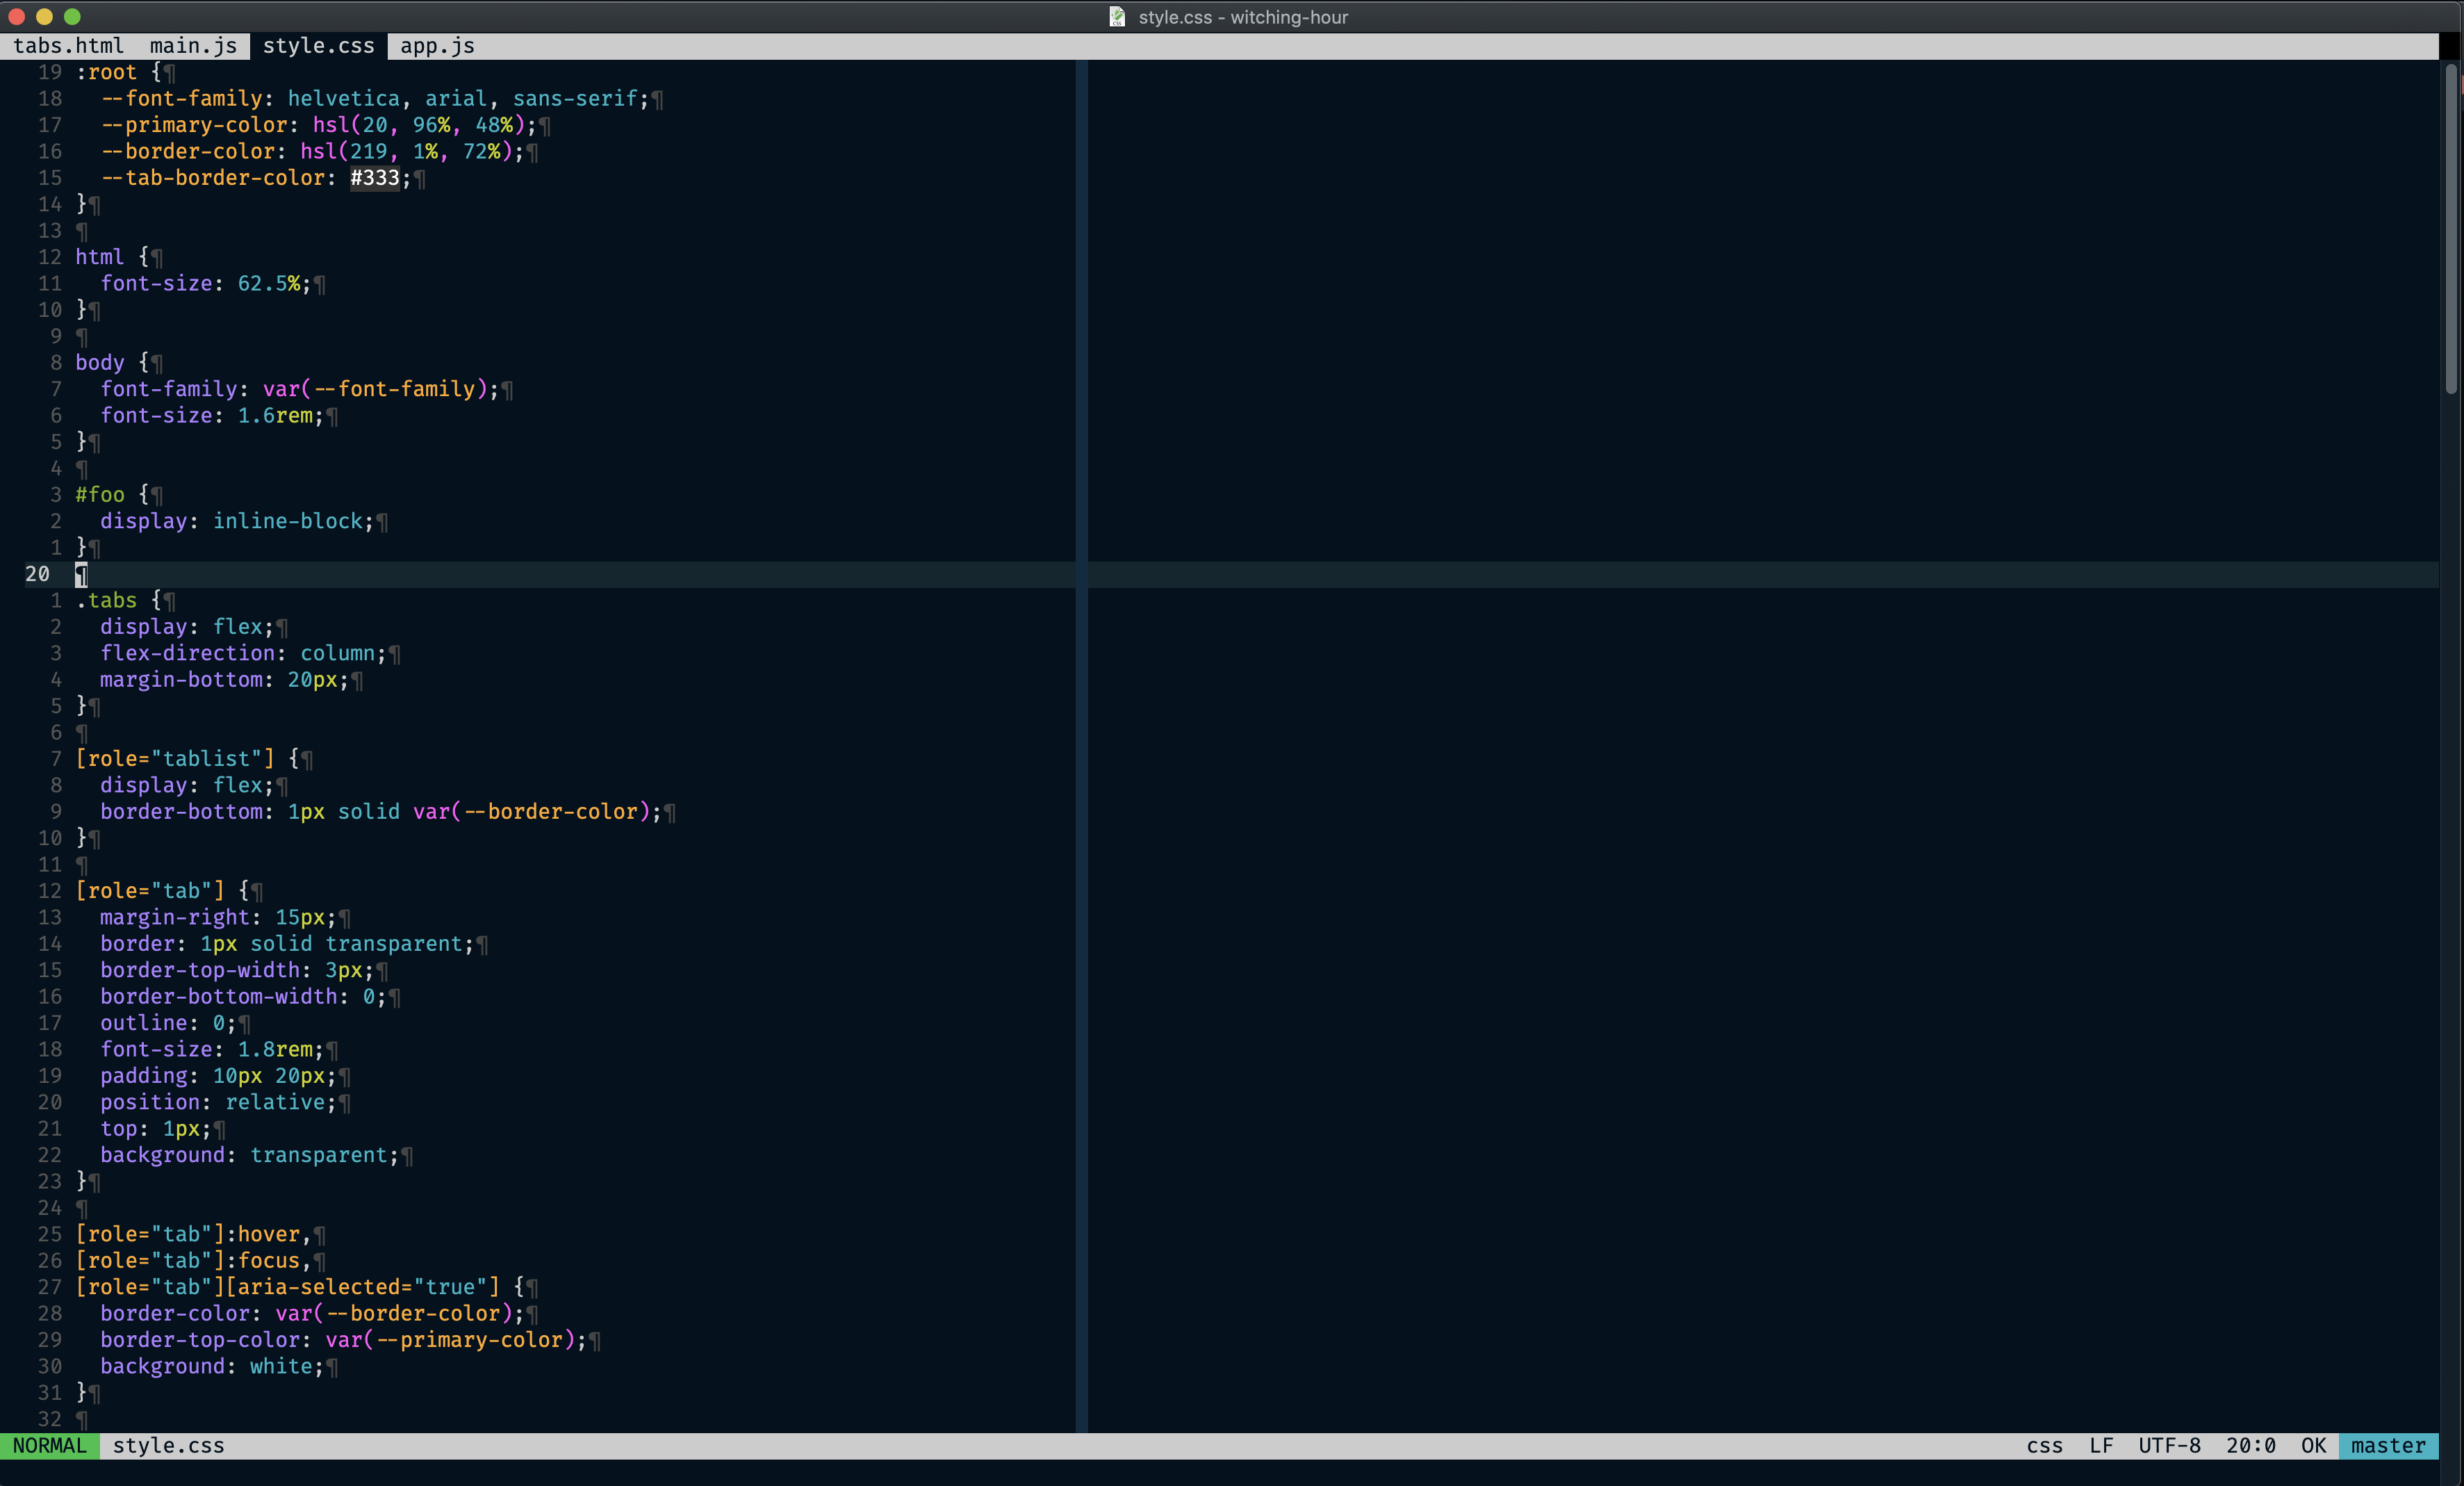 style.css - witching-hour
tabs.html main.js style.css app.js
19 :root {¶
18   --font-family: helvetica, arial, sans-serif;¶
17   --primary-color: hsl(20, 96%, 48%);¶
16   --border-color: hsl(219, 1%, 72%);¶
15   --tab-border-color: #333;¶
14 }¶
13 ¶
12 html {¶
11   font-size: 62.5%;¶
10 }¶
9 ¶
8 body {¶
7   font-family: var(--font-family);¶
6   font-size: 1.6rem;¶
5 }¶
4 ¶
3 #foo {¶
2   display: inline-block;¶
1 }¶
20 ¶
1 .tabs {¶
2   display: flex;¶
3   flex-direction: column;¶
4   margin-bottom: 20px;¶
5 }¶
6 ¶
7 [role="tablist"] {¶
8   display: flex;¶
9   border-bottom: 1px solid var(--border-color);¶
10 }¶
11 ¶
12 [role="tab"] {¶
13   margin-right: 15px;¶
14   border: 1px solid transparent;¶
15   border-top-width: 3px;¶
16   border-bottom-width: 0;¶
17   outline: 0;¶
18   font-size: 1.8rem;¶
19   padding: 10px 20px;¶
20   position: relative;¶
21   top: 1px;¶
22   background: transparent;¶
23 }¶
24 ¶
25 [role="tab"]:hover,¶
26 [role="tab"]:focus,¶
27 [role="tab"][aria-selected="true"] {¶
28   border-color: var(--border-color);¶
29   border-top-color: var(--primary-color);¶
30   background: white;¶
31 }¶
32 ¶
NORMAL style.css css LF UTF-8 20:0 OK master